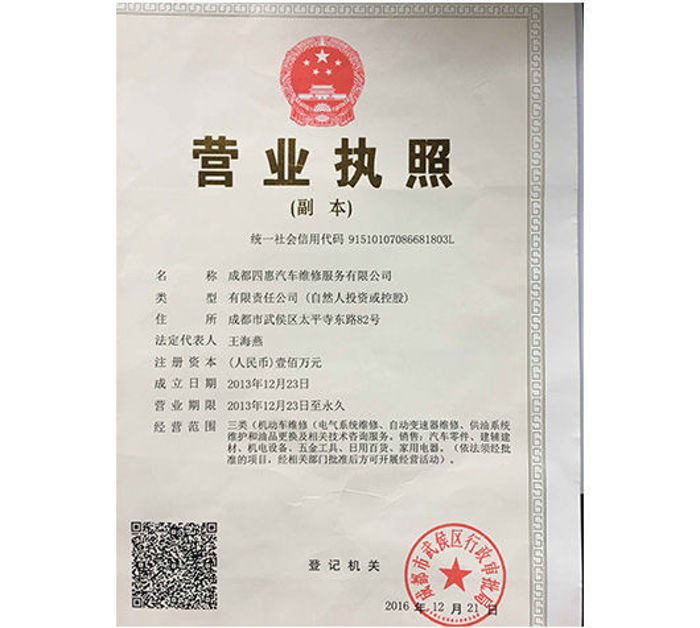 营业执照
(副 本)
统一社会信用代码 91510107086681803L
名 称 成都四惠汽车维修服务有限公司
类 型 有限责任公司(自然人投资或控股)
住 所 成都市武侯区太平寺东路82号
法定代表人 王海燕
注册资本 (人民币)壹佰万元
成立日期 2013年12月23日
营业期限 2013年12月23日至永久
经营范围 三类(机动车维修(电气系统维修、自动变速器维修、供油系统
维护和油品更换及相关技术咨询服务。销售:汽车零件、建辅建
材、机电设备、五金工具、日用百货、家用电器。(依法须经批
准的项目,经相关部门批准后方可开展经营活动)。
登记机关
成都市武侯区行政审批局
2016 年 12 月 21 日